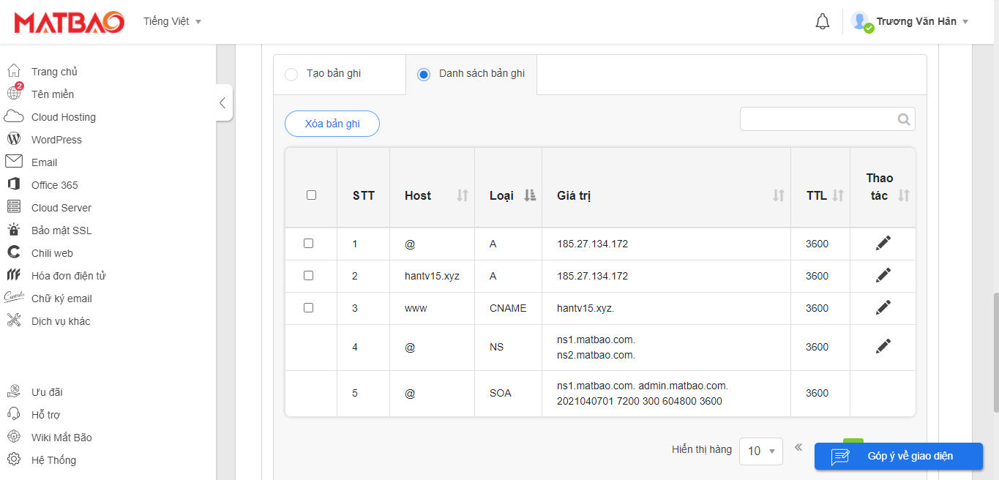 MATBAO
Tiếng Việt
Trương Văn Hân
Trang chủ
2
Tên miền
Cloud Hosting
WordPress
Email
Office 365
Cloud Server
Bảo mật SSL
Chili web
Hóa đơn điện tử
Chữ ký email
Dịch vụ khác
Ưu đãi
Hỗ trợ
Wiki Mắt Bão
Hệ Thống
Tạo bản ghi
Danh sách bản ghi
Xóa bản ghi
STT Host Loại Giá trị TTL Thao tác
1 @ A 185.27.134.172 3600
2 hantv15.xyz A 185.27.134.172 3600
3 www CNAME hantv15.xyz. 3600
4 @ NS ns1.matbao.com. 3600
ns2.matbao.com.
5 @ SOA ns1.matbao.com. admin.matbao.com. 3600
2021040701 7200 300 604800 3600
Hiển thị hàng 10 «
Góp ý về giao diện